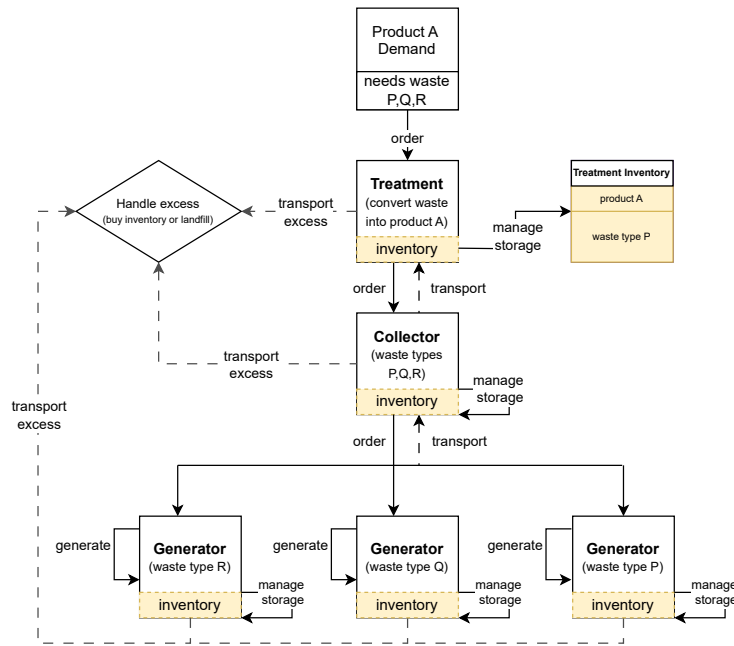 Product A
Demand
needs waste
P,Q,R
order
Treatment
(convert waste
into product A)
inventory
Treatment Inventory
product A
waste type P
manage
storage
Handle excess
(buy inventory or landfill)
transport
excess
order
transport
Collector
(waste types
P,Q,R)
inventory
manage
storage
transport
excess
transport
excess
order
transport
generate
Generator
(waste type R)
inventory
manage
storage
generate
Generator
(waste type Q)
inventory
manage
storage
generate
Generator
(waste type P)
inventory
manage
storage